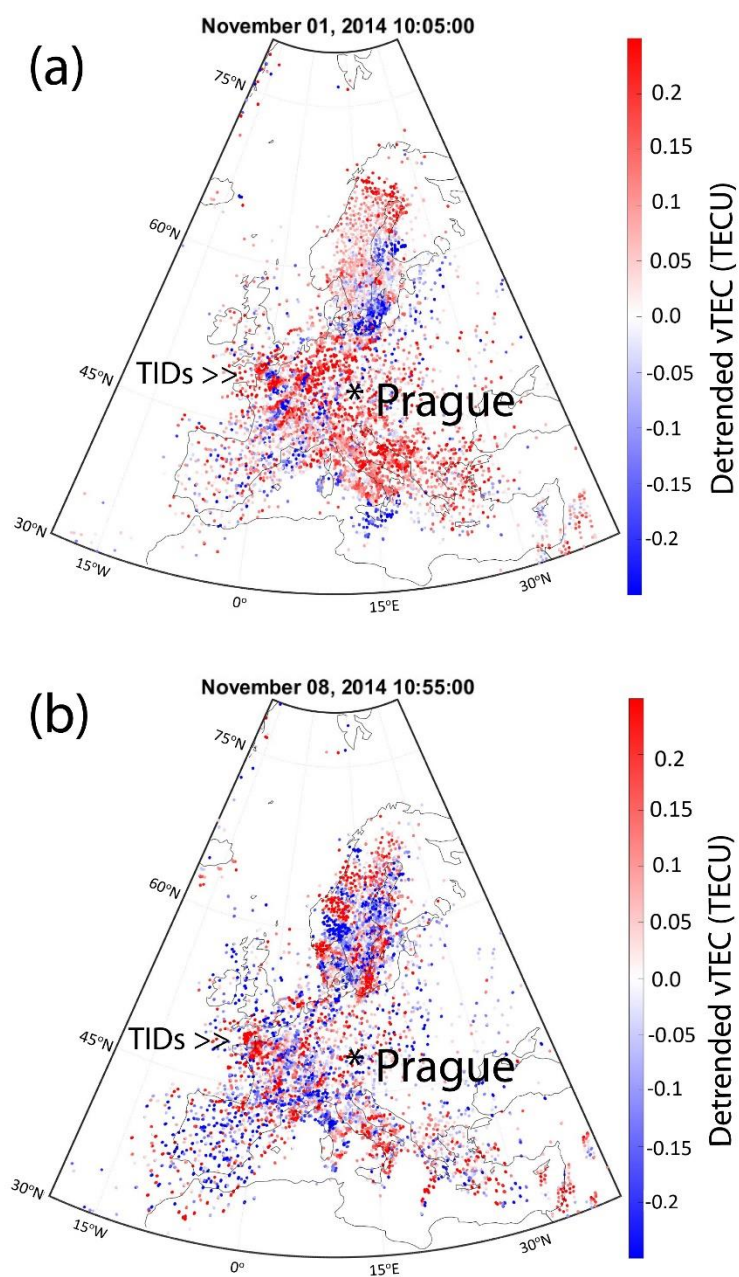 November 01, 2014 10:05:00
(a)
75°N
60°N
45°N
30°N
15°W
0°
15°E
30°N
TIDs >>
* Prague
0.2
0.15
0.1
0.05
0.0
-0.05
-0.1
-0.15
-0.2
Detrended vTEC (TECU)
November 08, 2014 10:55:00
(b)
75°N
60°N
45°N
30°N
15°W
0°
15°E
30°N
TIDs >>
* Prague
0.2
0.15
0.1
0.05
0.0
-0.05
-0.1
-0.15
-0.2
Detrended vTEC (TECU)